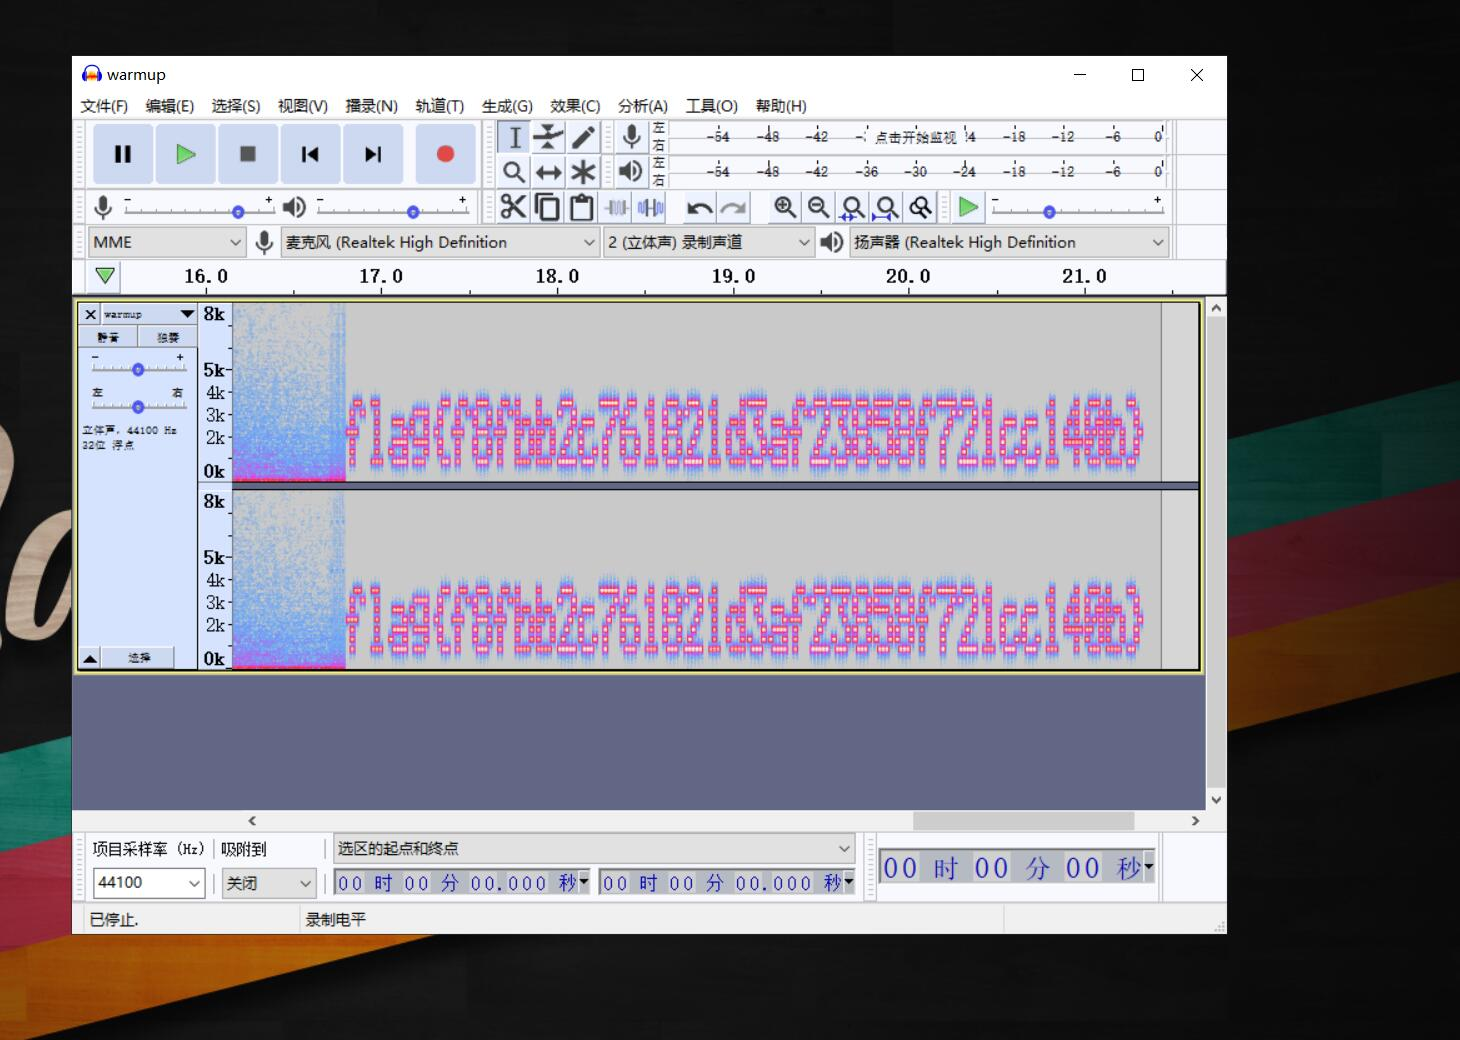 warmup
文件(F) 编辑(E) 选择(S) 视图(V) 播录(N) 轨道(T) 生成(G) 效果(C) 分析(A) 工具(O) 帮助(H)
左 右 -54 -48 -42 点击开始监视 -18 -12 -6 0
左 右 -54 -48 -42 -36 -30 -24 -18 -12 -6 0
MME 麦克风 (Realtek High Definition 2 (立体声) 录制声道 扬声器 (Realtek High Definition
16.0 17.0 18.0 19.0 20.0 21.0
warmup
静音 独奏
- +
左 右
立体声, 44100 Hz
32位 浮点
选择
8k
5k
4k
3k
2k
0k
8k
5k
4k
3k
2k
0k
项目采样率 (Hz) 吸附到 选区的起点和终点
44100 关闭 00 时 00 分 00.000 秒 00 时 00 分 00.000 秒
00 时 00 分 00 秒
已停止. 录制电平